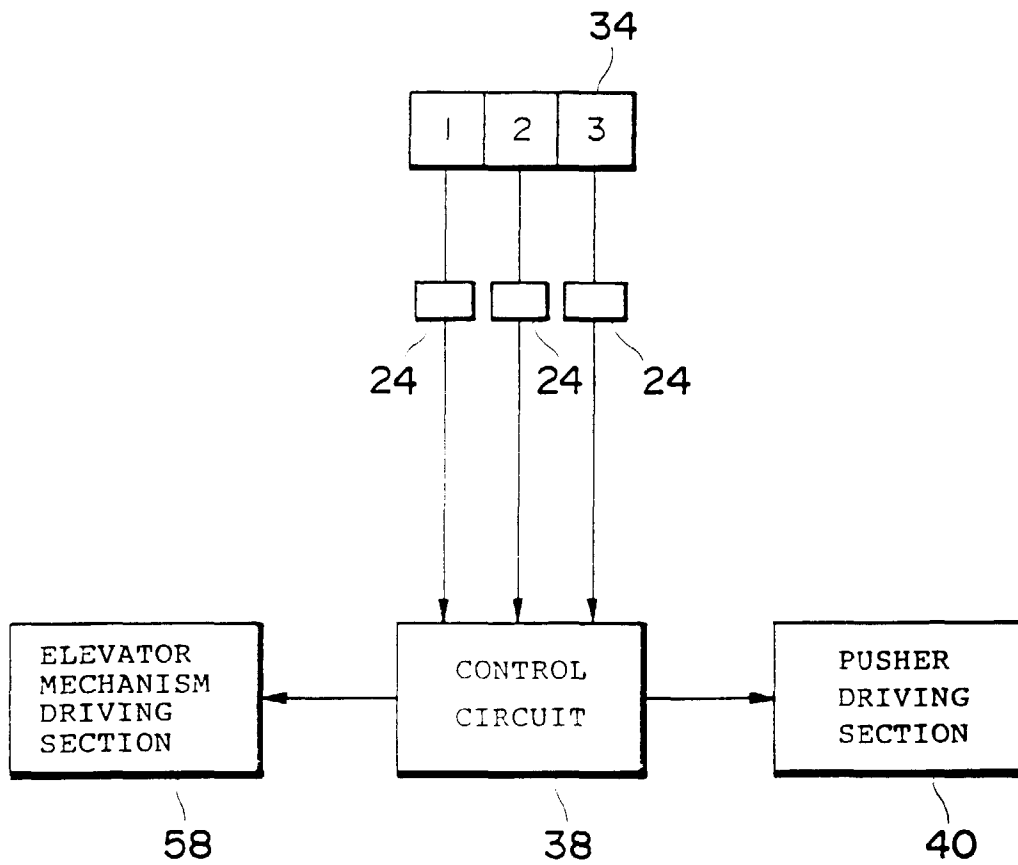 34
1 2 3
24 24 24
ELEVATOR
MECHANISM
DRIVING
SECTION
CONTROL
CIRCUIT
PUSHER
DRIVING
SECTION
58 38 40